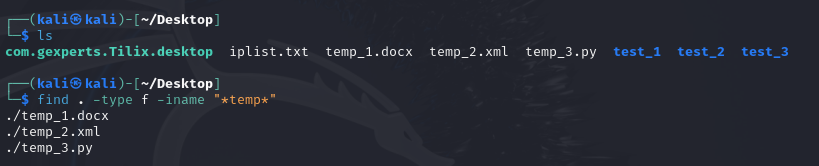 ┌──(kali㉿kali)-[~/Desktop]
└─$ ls
com.gexperts.Tilix.desktop  iplist.txt  temp_1.docx  temp_2.xml  temp_3.py  test_1  test_2  test_3
┌──(kali㉿kali)-[~/Desktop]
└─$ find . -type f -iname "*temp*"
./temp_1.docx
./temp_2.xml
./temp_3.py